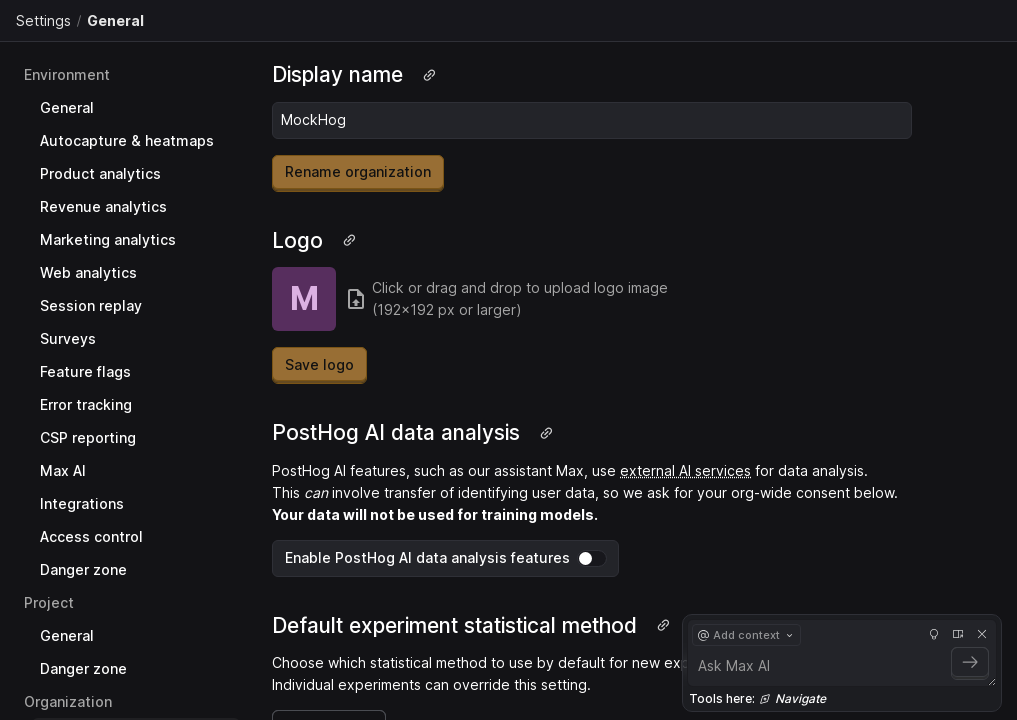 Settings / General
Environment
General
Autocapture & heatmaps
Product analytics
Revenue analytics
Marketing analytics
Web analytics
Session replay
Surveys
Feature flags
Error tracking
CSP reporting
Max AI
Integrations
Access control
Danger zone
Project
General
Danger zone
Organization
Display name
MockHog
Rename organization
Logo
M
Click or drag and drop to upload logo image
(192×192 px or larger)
Save logo
PostHog AI data analysis
PostHog AI features, such as our assistant Max, use external AI services for data analysis.
This can involve transfer of identifying user data, so we ask for your org-wide consent below.
Your data will not be used for training models.
Enable PostHog AI data analysis features
Default experiment statistical method
Choose which statistical method to use by default for new
Individual experiments can override this setting.
@ Add context
Ask Max AI
Tools here: Navigate